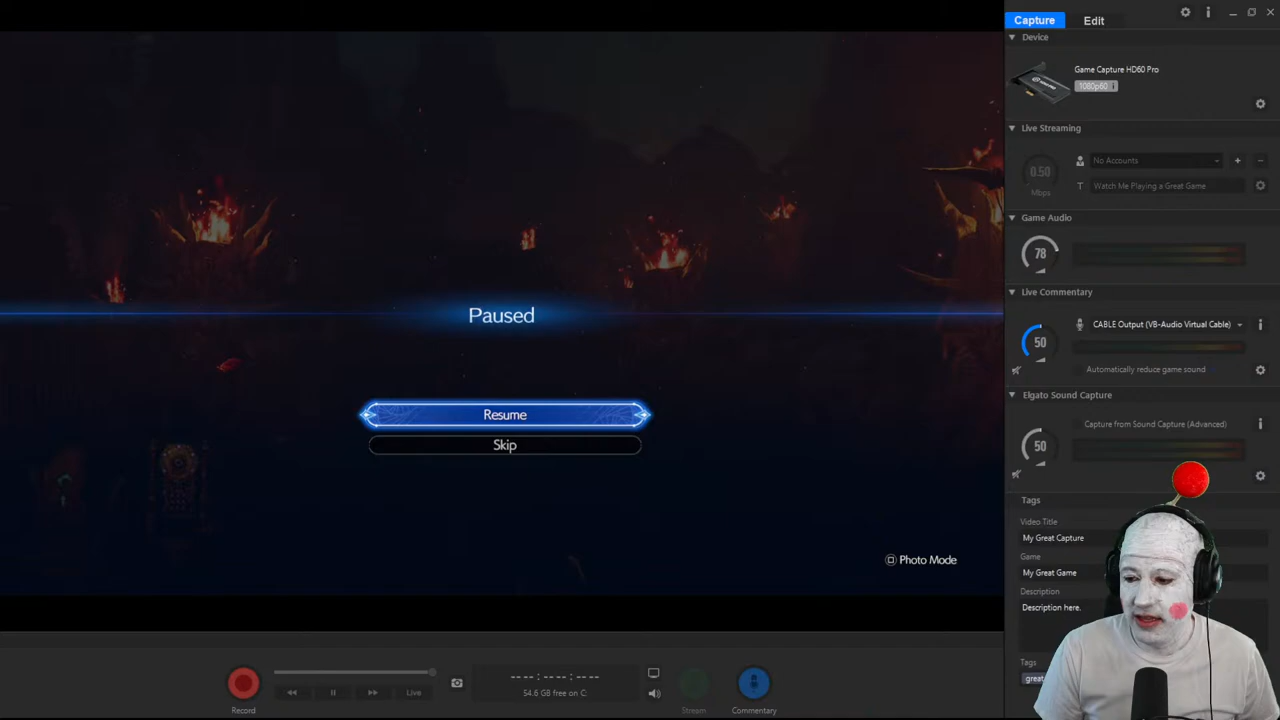 Capture
Edit
Device
Game Capture HD60 Pro
1080p60
Live Streaming
0.50
Mbps
No Accounts
Watch Me Playing a Great Game
Game Audio
78
Live Commentary
50
CABLE Output (VB-Audio Virtual Cable)
Automatically reduce game sound
Elgato Sound Capture
50
Capture from Sound Capture (Advanced)
Tags
Video Title
My Great Capture
Game
My Great Game
Description
Description here.
Tags
Paused
Resume
Skip
Photo Mode
Record
Live
--:--:--:--
54.6 GB free on C:
Stream
Commentary